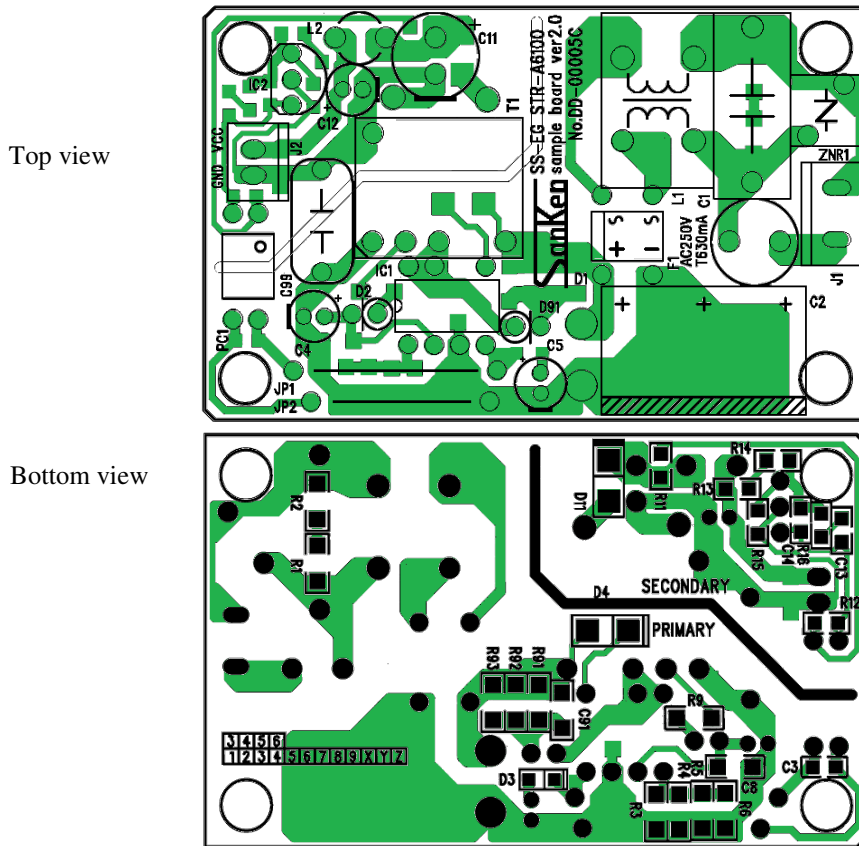 Top view
L2
C11
IC2
C12
VCC
J2
GND
T1
SS-EG STR-A6100
sample board ver2.0
No.DD-00005C
SanKen
L1
C1
ZNR1
J1
S S
+ -
F1
AC250V
T630mA
C99
IC1
D2
D1
D91
C4
C5
C2
+ + +
PC1
JP1
JP2
Bottom view
R14
R13
R11
D11
R2
R1
R15
C14
R16
C13
R12
SECONDARY
D4
PRIMARY
R93
R92
R91
C91
R9
3 4 5 6
1 2 3 4 5 6 7 8 9 X Y Z
D3
R4
R5
C8
C3
R3
R6